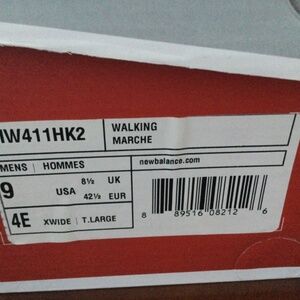 W411HK2
WALKING
MARCHE
MENS | HOMMES
newbalance.com
9 USA 8½ UK
42½ EUR
4E XWIDE | T.LARGE
8 89516 08212 6